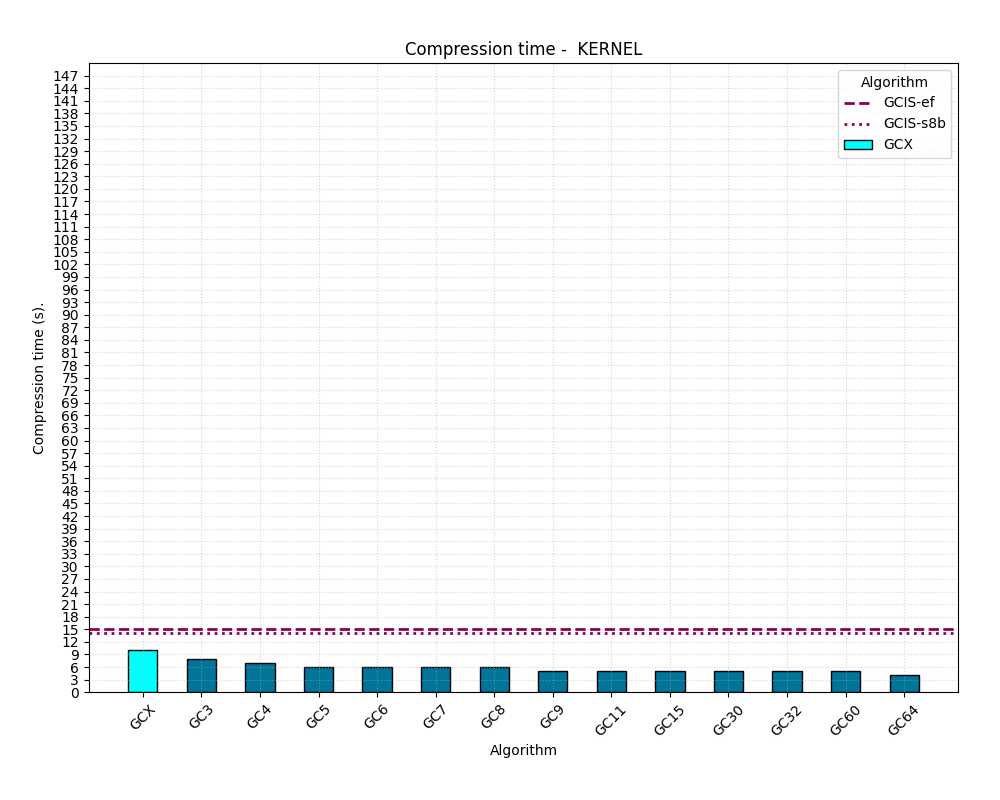 Compression time -  KERNEL
147
144
141
138
135
132
129
126
123
120
117
114
111
108
105
102
99
96
93
90
87
84
81
78
75
72
69
66
63
60
57
54
51
48
45
42
39
36
33
30
27
24
21
18
15
12
9
6
3
0
Compression time (s).
Algorithm
GCIS-ef
GCIS-s8b
GCX
GCX
GC3
GC4
GC5
GC6
GC7
GC8
GC9
GC11
GC15
GC30
GC32
GC60
GC64
Algorithm